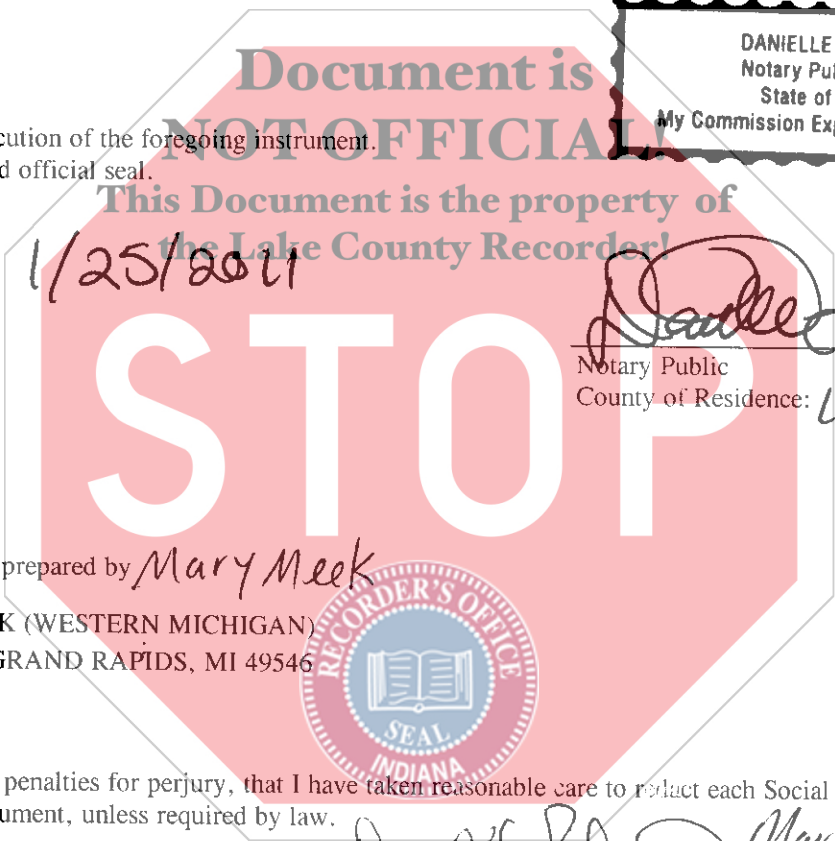 DANIELLE
Notary Pu
State of
My Commission Ex
Document is
NOT OFFICIAL!
cution of the foregoing instrument.
d official seal.
This Document is the property of
the Lake County Recorder!
1/25/2011
STOP
Notary Public
County of Residence: L
prepared by Mary Meek
K (WESTERN MICHIGAN)
GRAND RAPIDS, MI 49546
RECORDER'S OFFICE
SEAL
INDIANA
penalties for perjury, that I have taken reasonable care to redact each Social
ument, unless required by law.